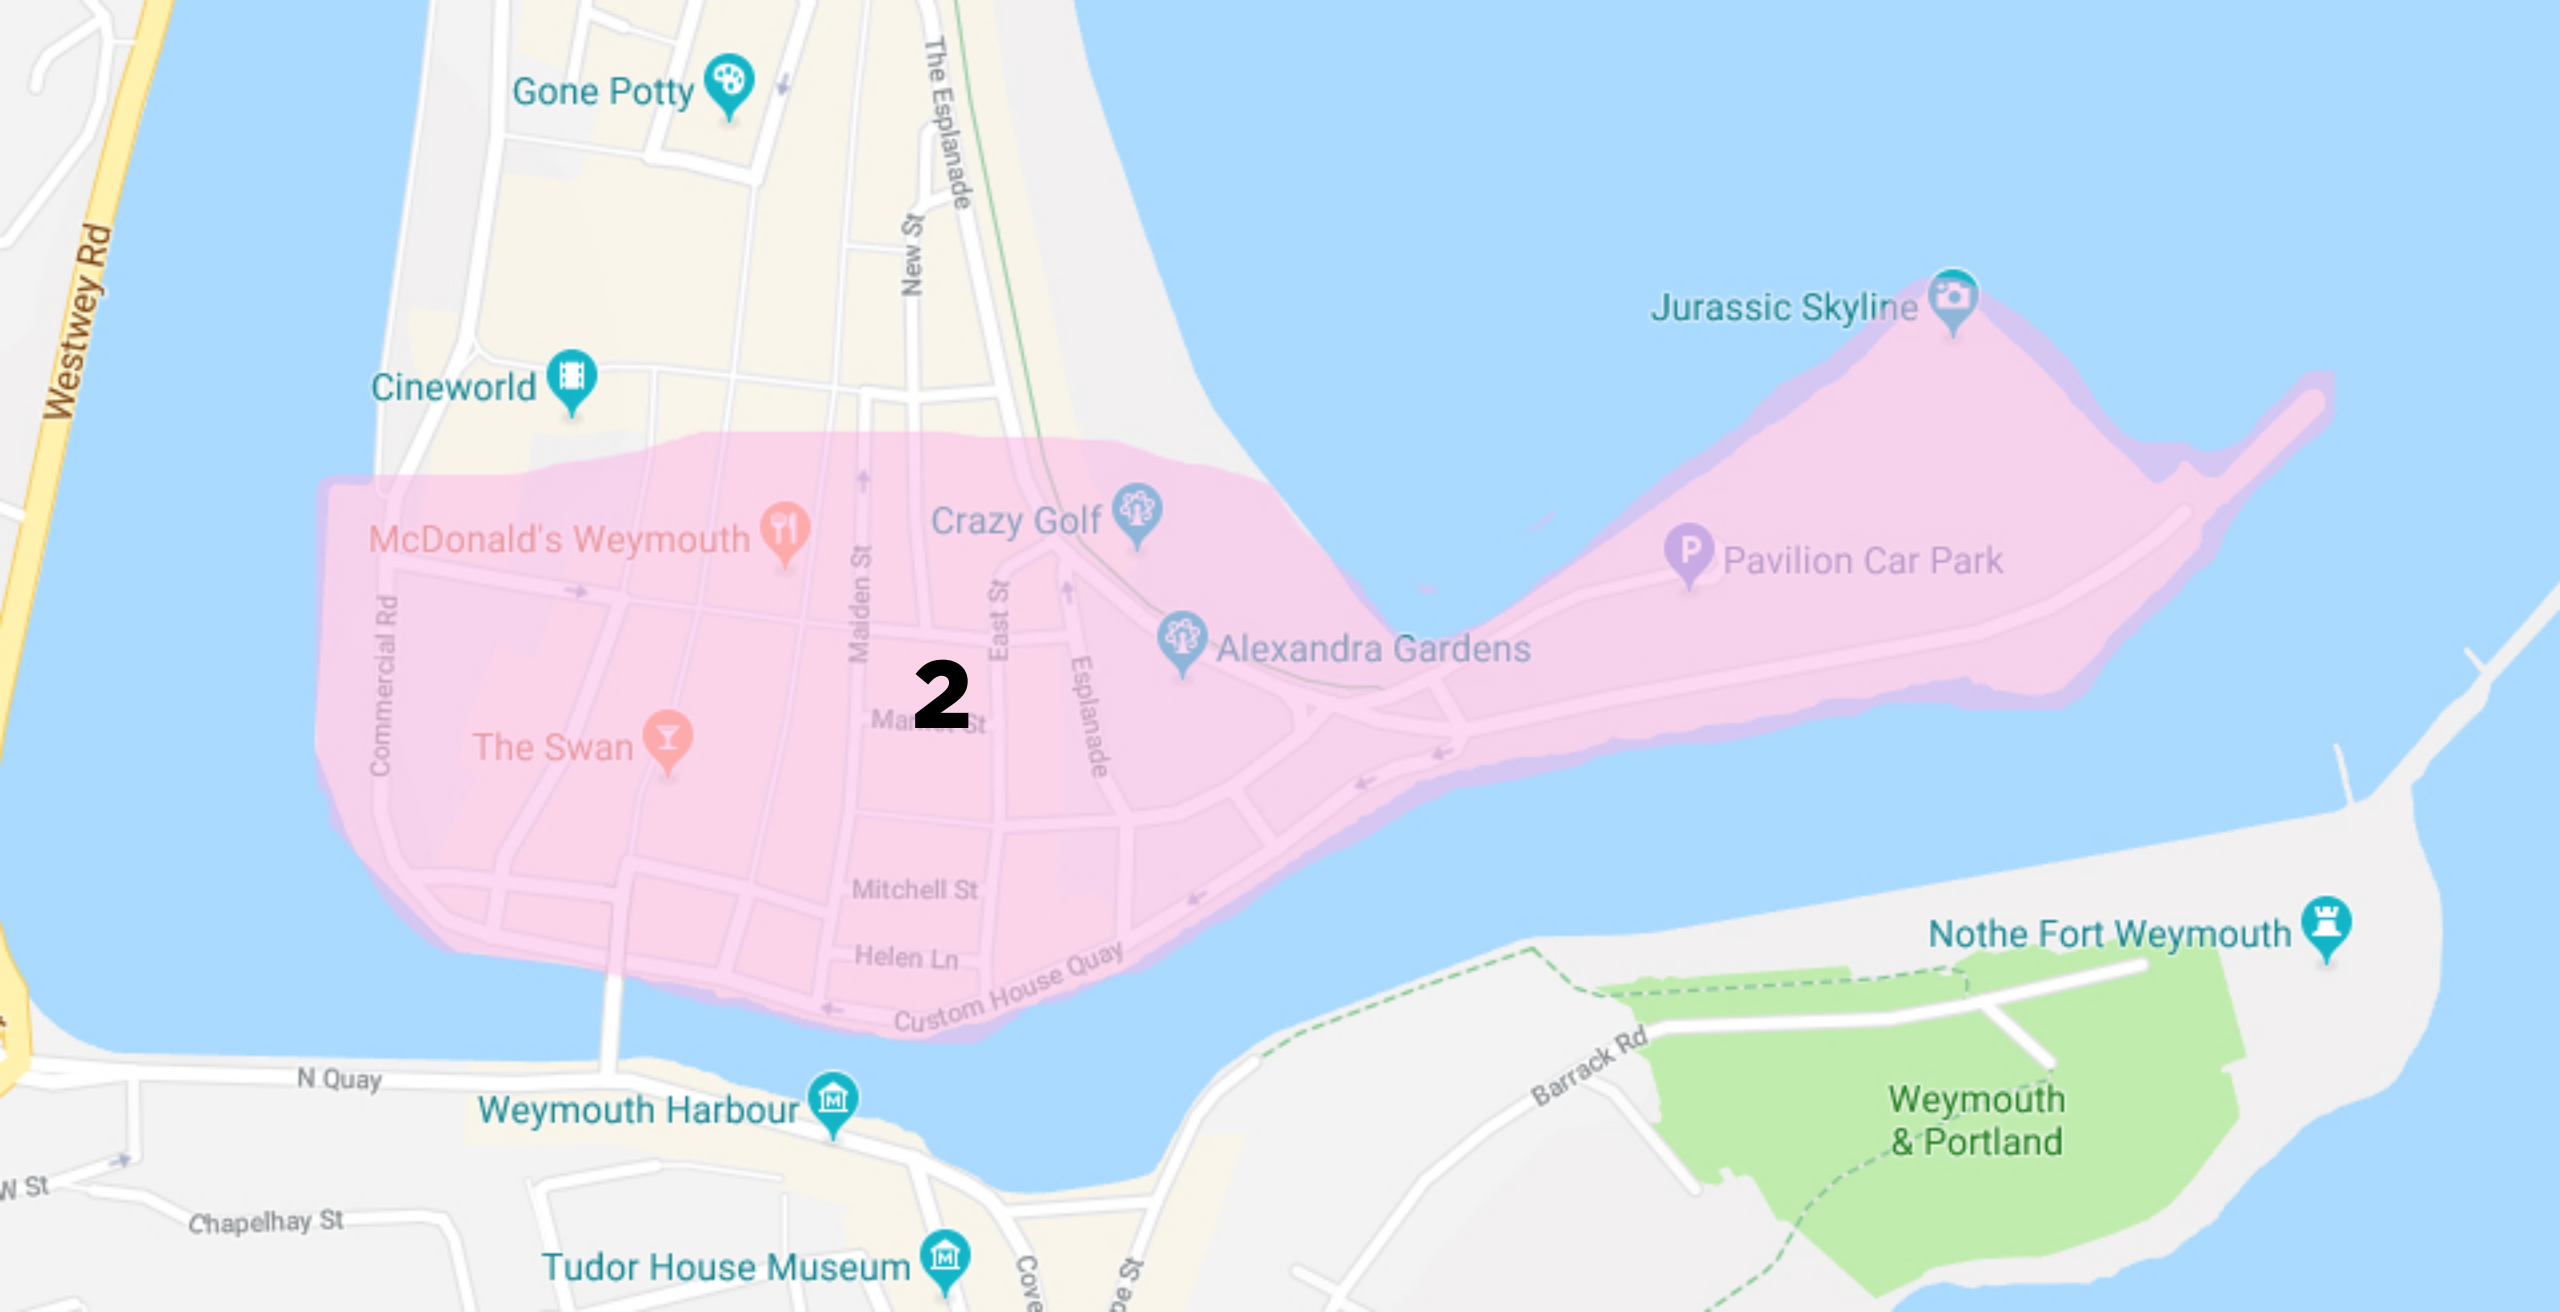 The Esplanade
Gone Potty
New St
Westwey Rd
Jurassic Skyline
Cineworld
Crazy Golf
McDonald's Weymouth
Pavilion Car Park
Maiden St
East St
Commercial Rd
Alexandra Gardens
2
Esplanade
The Swan
Mitchell St
Helen Ln
Custom House Quay
Nothe Fort Weymouth
Barrack Rd
N Quay
Weymouth Harbour
Weymouth
& Portland
W St
Chapelhay St
Tudor House Museum
Cove